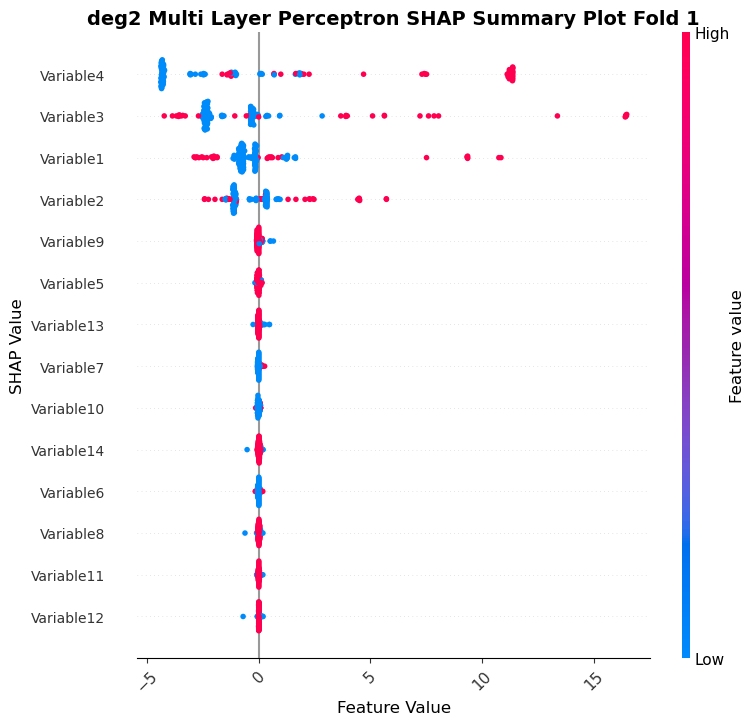 deg2 Multi Layer Perceptron SHAP Summary Plot Fold 1
High
Variable4
Variable3
Variable1
Variable2
Variable9
Variable5
Variable13
Variable7
Variable10
Variable14
Variable6
Variable8
Variable11
Variable12
SHAP Value
Feature value
Low
−5
0
5
10
15
Feature Value